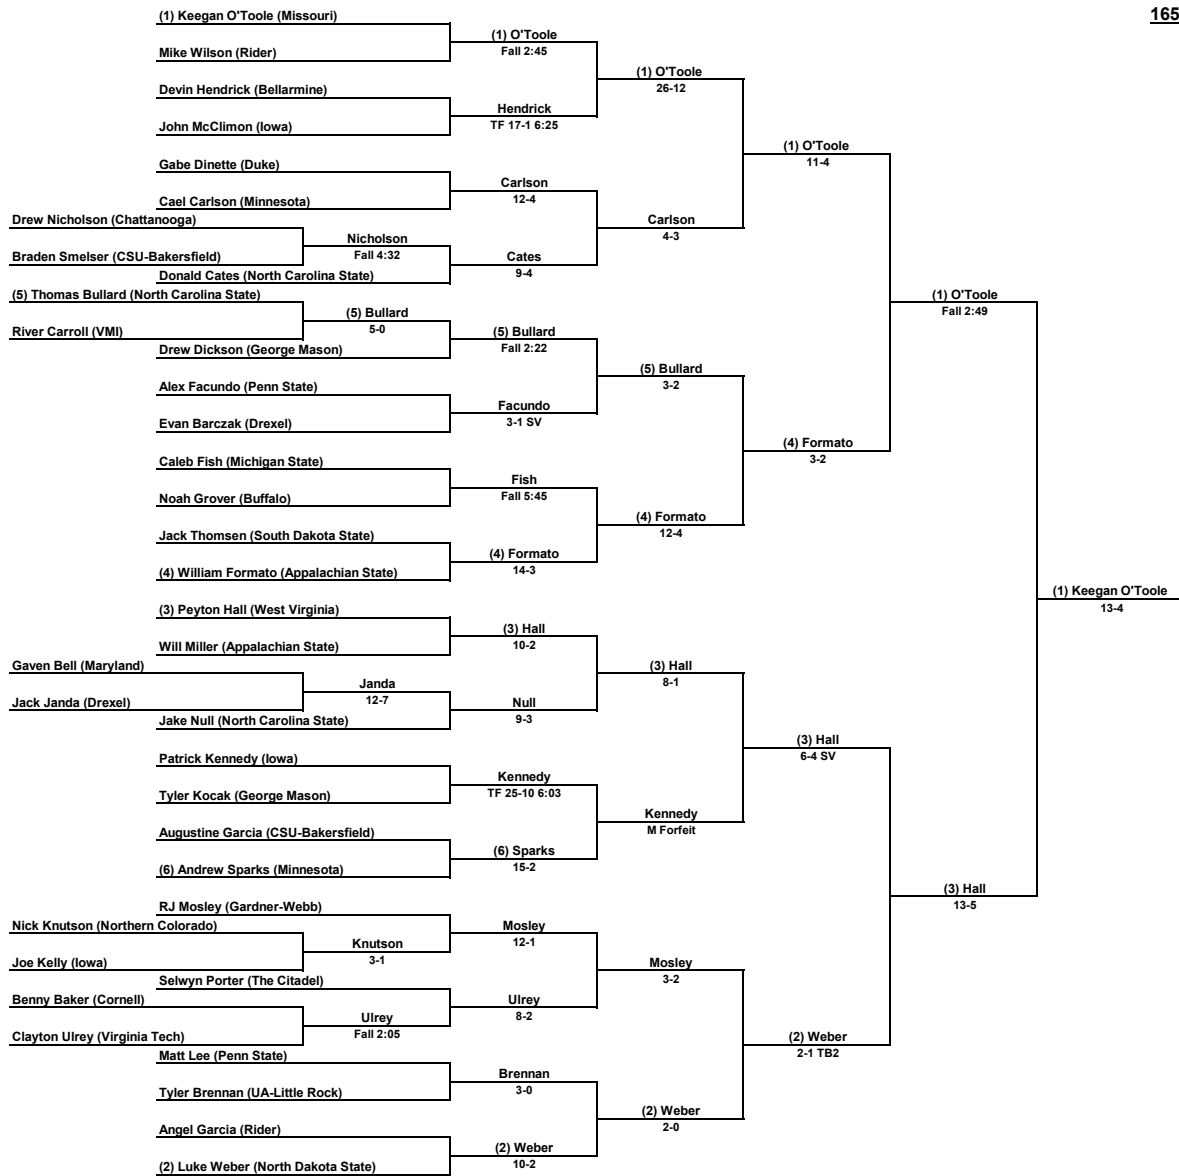 165
(1) Keegan O'Toole (Missouri)
(1) O'Toole
Fall 2:45
Mike Wilson (Rider)
(1) O'Toole
26-12
Devin Hendrick (Bellarmine)
Hendrick
TF 17-1 6:25
John McClimon (Iowa)
(1) O'Toole
11-4
Gabe Dinette (Duke)
Carlson
12-4
Cael Carlson (Minnesota)
Drew Nicholson (Chattanooga)
Carlson
4-3
Nicholson
Fall 4:32
Braden Smelser (CSU-Bakersfield)
Cates
9-4
Donald Cates (North Carolina State)
(5) Thomas Bullard (North Carolina State)
(1) O'Toole
Fall 2:49
(5) Bullard
5-0
River Carroll (VMI)
(5) Bullard
Fall 2:22
Drew Dickson (George Mason)
(5) Bullard
3-2
Alex Facundo (Penn State)
Facundo
3-1 SV
Evan Barczak (Drexel)
(4) Formato
3-2
Caleb Fish (Michigan State)
Fish
Fall 5:45
Noah Grover (Buffalo)
(4) Formato
12-4
Jack Thomsen (South Dakota State)
(4) Formato
14-3
(4) William Formato (Appalachian State)
(1) Keegan O'Toole
13-4
(3) Peyton Hall (West Virginia)
(3) Hall
10-2
Will Miller (Appalachian State)
Gaven Bell (Maryland)
(3) Hall
8-1
Janda
12-7
Jack Janda (Drexel)
Null
9-3
Jake Null (North Carolina State)
(3) Hall
6-4 SV
Patrick Kennedy (Iowa)
Kennedy
TF 25-10 6:03
Tyler Kocak (George Mason)
Kennedy
M Forfeit
Augustine Garcia (CSU-Bakersfield)
(6) Sparks
15-2
(6) Andrew Sparks (Minnesota)
(3) Hall
13-5
RJ Mosley (Gardner-Webb)
Nick Knutson (Northern Colorado)
Mosley
12-1
Knutson
3-1
Joe Kelly (Iowa)
Mosley
3-2
Selwyn Porter (The Citadel)
Benny Baker (Cornell)
Ulrey
8-2
Ulrey
Fall 2:05
Clayton Ulrey (Virginia Tech)
(2) Weber
2-1 TB2
Matt Lee (Penn State)
Brennan
3-0
Tyler Brennan (UA-Little Rock)
(2) Weber
2-0
Angel Garcia (Rider)
(2) Weber
10-2
(2) Luke Weber (North Dakota State)